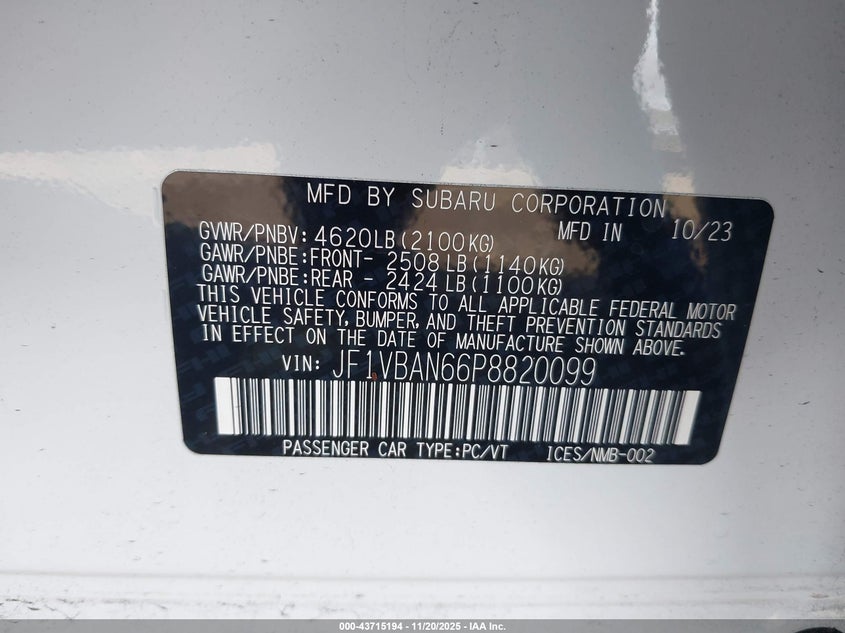 MFD BY SUBARU CORPORATION
GVWR/PNBV: 4620LB(2100KG) MFD IN 10/23
GAWR/PNBE:FRONT- 2508 LB(1140KG)
GAWR/PNBE:REAR - 2424 LB(1100KG)
THIS VEHICLE CONFORMS TO ALL APPLICABLE FEDERAL MOTOR
VEHICLE SAFETY, BUMPER, AND THEFT PREVENTION STANDARDS
IN EFFECT ON THE DATE OF MANUFACTURE SHOWN ABOVE.
VIN: JF1VBAN66P8820099
PASSENGER CAR TYPE:PC/VT ICES/NMB-002
000-43715194 - 11/20/2025 - IAA Inc.